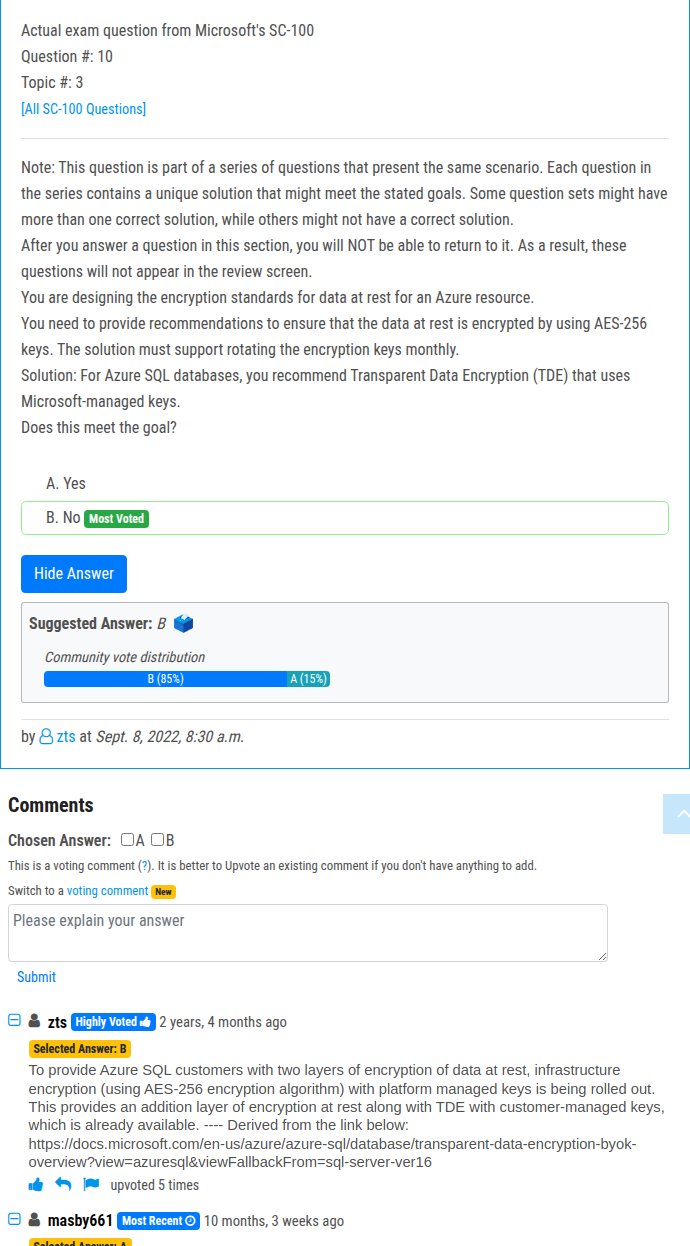 Actual exam question from Microsoft's SC-100
Question #: 10
Topic #: 3
[All SC-100 Questions]
Note: This question is part of a series of questions that present the same scenario. Each question in
the series contains a unique solution that might meet the stated goals. Some question sets might have
more than one correct solution, while others might not have a correct solution.
After you answer a question in this section, you will NOT be able to return to it. As a result, these
questions will not appear in the review screen.
You are designing the encryption standards for data at rest for an Azure resource.
You need to provide recommendations to ensure that the data at rest is encrypted by using AES-256
keys. The solution must support rotating the encryption keys monthly.
Solution: For Azure SQL databases, you recommend Transparent Data Encryption (TDE) that uses
Microsoft-managed keys.
Does this meet the goal?
A. Yes
B. No Most Voted
Hide Answer
Suggested Answer: B
Community vote distribution
B (85%) A (15%)
by zts at Sept. 8, 2022, 8:30 a.m.
Comments
Chosen Answer: A B
This is a voting comment (?). It is better to Upvote an existing comment if you don't have anything to add.
Switch to a voting comment New
Please explain your answer
Submit
zts Highly Voted 2 years, 4 months ago
Selected Answer: B
To provide Azure SQL customers with two layers of encryption of data at rest, infrastructure
encryption (using AES-256 encryption algorithm) with platform managed keys is being rolled out.
This provides an addition layer of encryption at rest along with TDE with customer-managed keys,
which is already available. ---- Derived from the link below:
https://docs.microsoft.com/en-us/azure/azure-sql/database/transparent-data-encryption-byok-
overview?view=azuresql&viewFallbackFrom=sql-server-ver16
upvoted 5 times
masby661 Most Recent 10 months, 3 weeks ago
Selected Answer: A